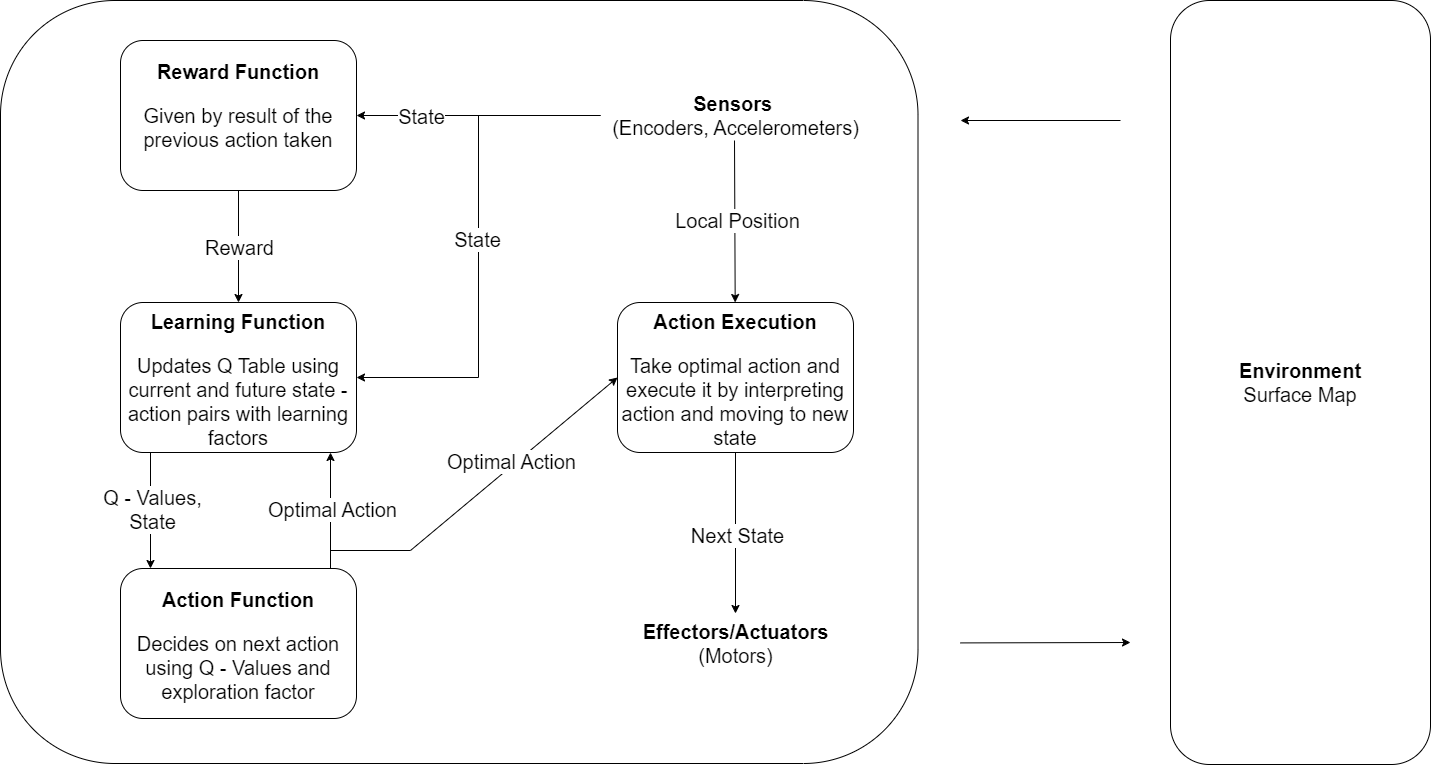 Reward Function
Given by result of the
previous action taken
State
Sensors
(Encoders, Accelerometers)
Reward
State
Local Position
Learning Function
Updates Q Table using
current and future state -
action pairs with learning
factors
Action Execution
Take optimal action and
execute it by interpreting
action and moving to new
state
Environment
Surface Map
Q - Values,
State
Optimal Action
Optimal Action
Next State
Action Function
Decides on next action
using Q - Values and
exploration factor
Effectors/Actuators
(Motors)